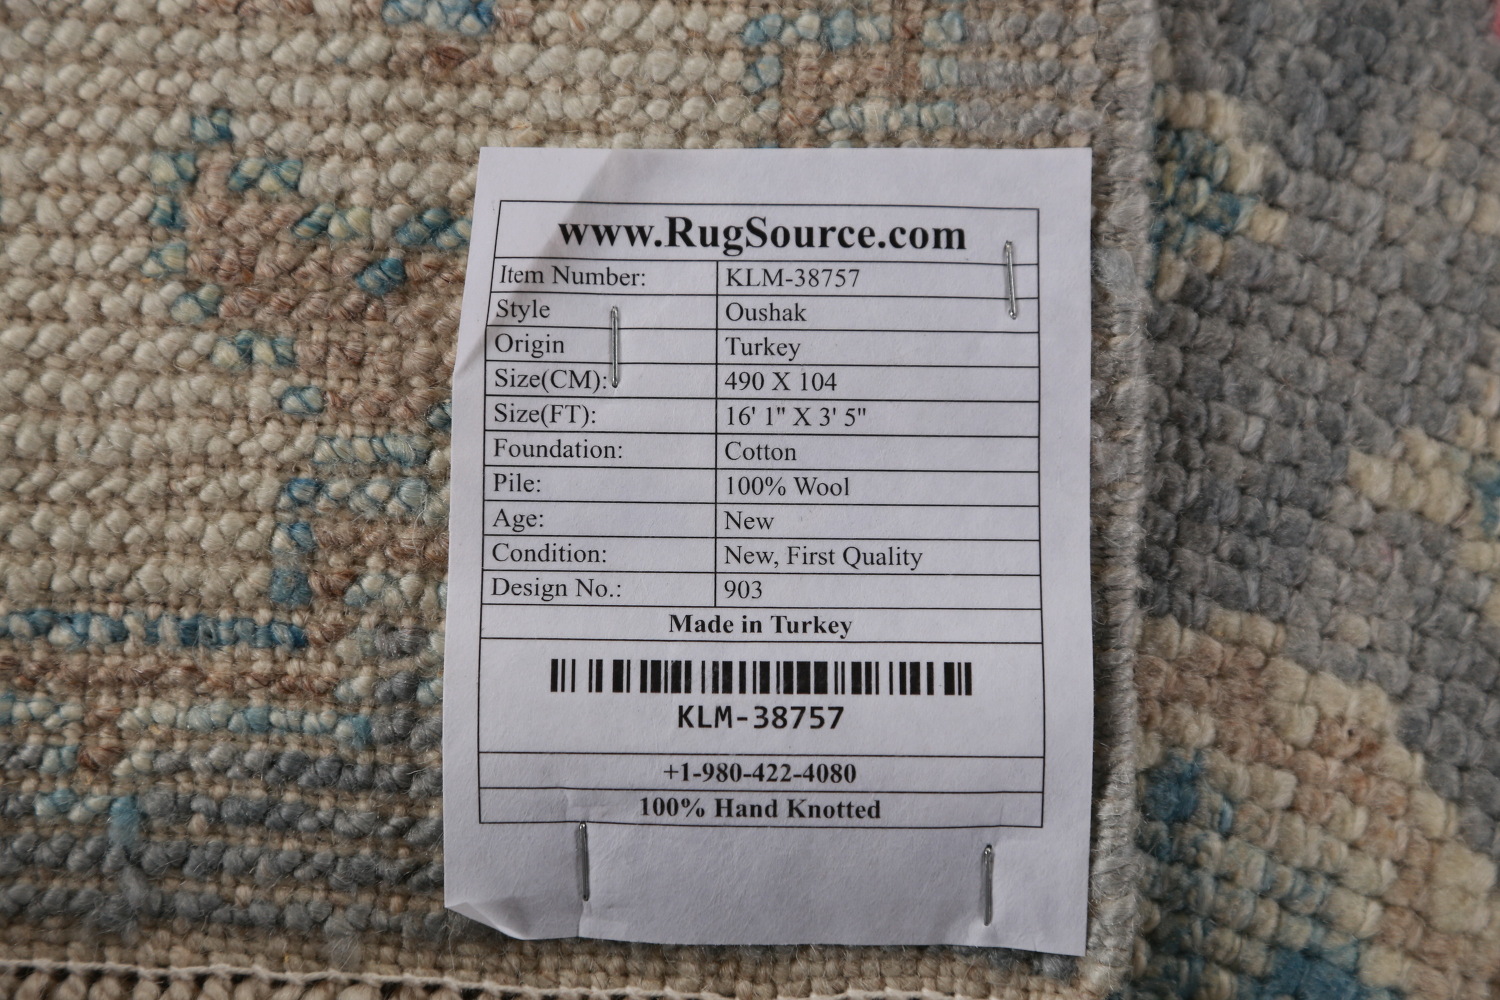 www.RugSource.com
Item Number: KLM-38757
Style Oushak
Origin Turkey
Size(CM): 490 X 104
Size(FT): 16' 1" X 3' 5"
Foundation: Cotton
Pile: 100% Wool
Age: New
Condition: New, First Quality
Design No.: 903
Made in Turkey
KLM-38757
+1-980-422-4080
100% Hand Knotted